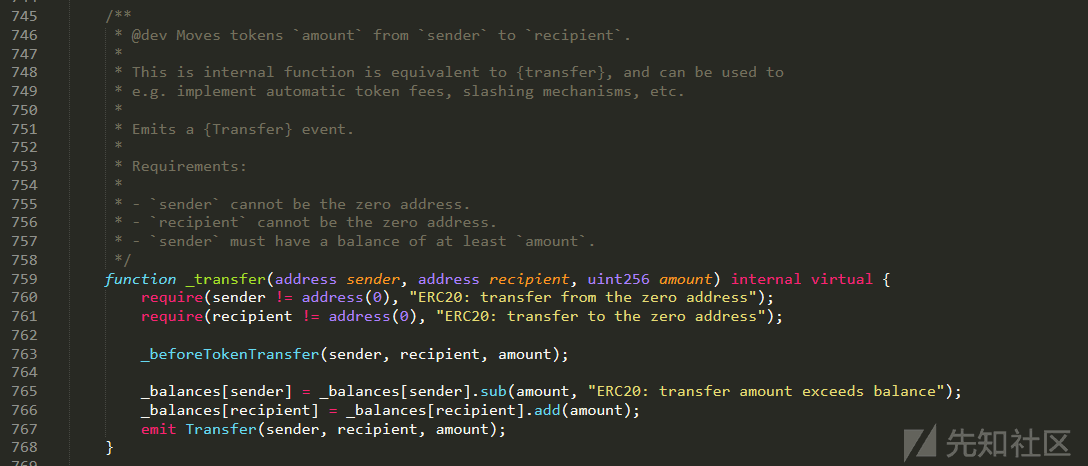 745 /**
746 * @dev Moves tokens `amount` from `sender` to `recipient`.
747 *
748 * This is internal function is equivalent to {transfer}, and can be used to
749 * e.g. implement automatic token fees, slashing mechanisms, etc.
750 *
751 * Emits a {Transfer} event.
752 *
753 * Requirements:
754 *
755 * - `sender` cannot be the zero address.
756 * - `recipient` cannot be the zero address.
757 * - `sender` must have a balance of at least `amount`.
758 */
759 function _transfer(address sender, address recipient, uint256 amount) internal virtual {
760 require(sender != address(0), "ERC20: transfer from the zero address");
761 require(recipient != address(0), "ERC20: transfer to the zero address");
762
763 _beforeTokenTransfer(sender, recipient, amount);
764
765 _balances[sender] = _balances[sender].sub(amount, "ERC20: transfer amount exceeds balance");
766 _balances[recipient] = _balances[recipient].add(amount);
767 emit Transfer(sender, recipient, amount);
768 }
先知社区